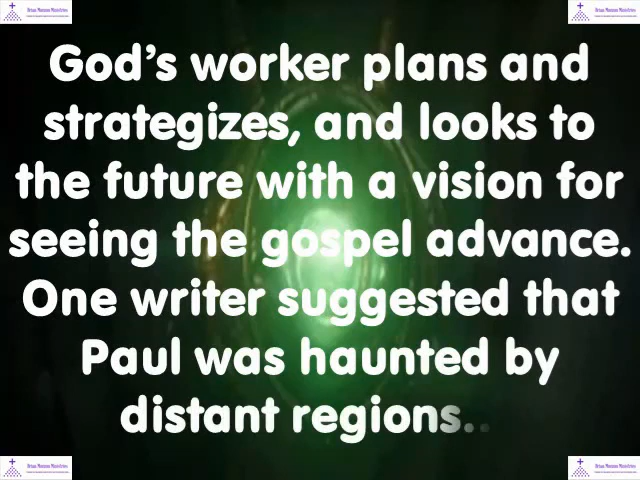 God's worker plans and
strategizes, and looks to
the future with a vision for
seeing the gospel advance.
One writer suggested that
Paul was haunted by
distant regions..